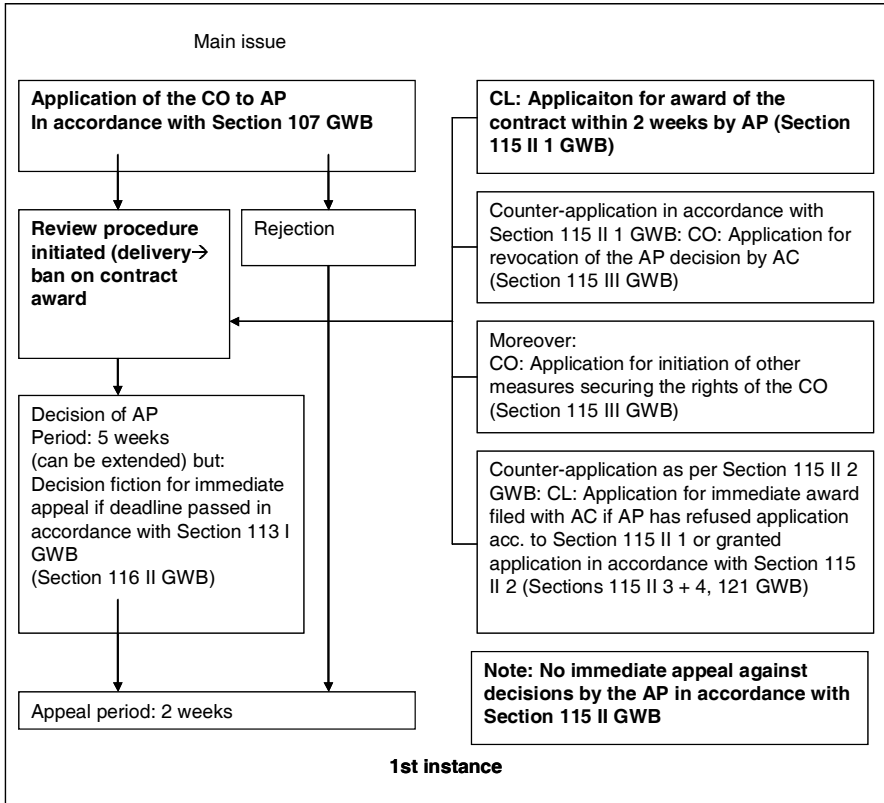 Main issue
Application of the CO to AP
In accordance with Section 107 GWB
Review procedure
initiated (delivery→
ban on contract
award
Rejection
Decision of AP
Period: 5 weeks
(can be extended) but:
Decision fiction for immediate
appeal if deadline passed in
accordance with Section 113 I
GWB
(Section 116 II GWB)
Appeal period: 2 weeks
CL: Applicaiton for award of the
contract within 2 weeks by AP (Section
115 II 1 GWB)
Counter-application in accordance with
Section 115 II 1 GWB: CO: Application for
revocation of the AP decision by AC
(Section 115 III GWB)
Moreover:
CO: Application for initiation of other
measures securing the rights of the CO
(Section 115 III GWB)
Counter-application as per Section 115 II 2
GWB: CL: Application for immediate award
filed with AC if AP has refused application
acc. to Section 115 II 1 or granted
application in accordance with Section 115
II 2 (Sections 115 II 3 + 4, 121 GWB)
Note: No immediate appeal against
decisions by the AP in accordance with
Section 115 II GWB
1st instance